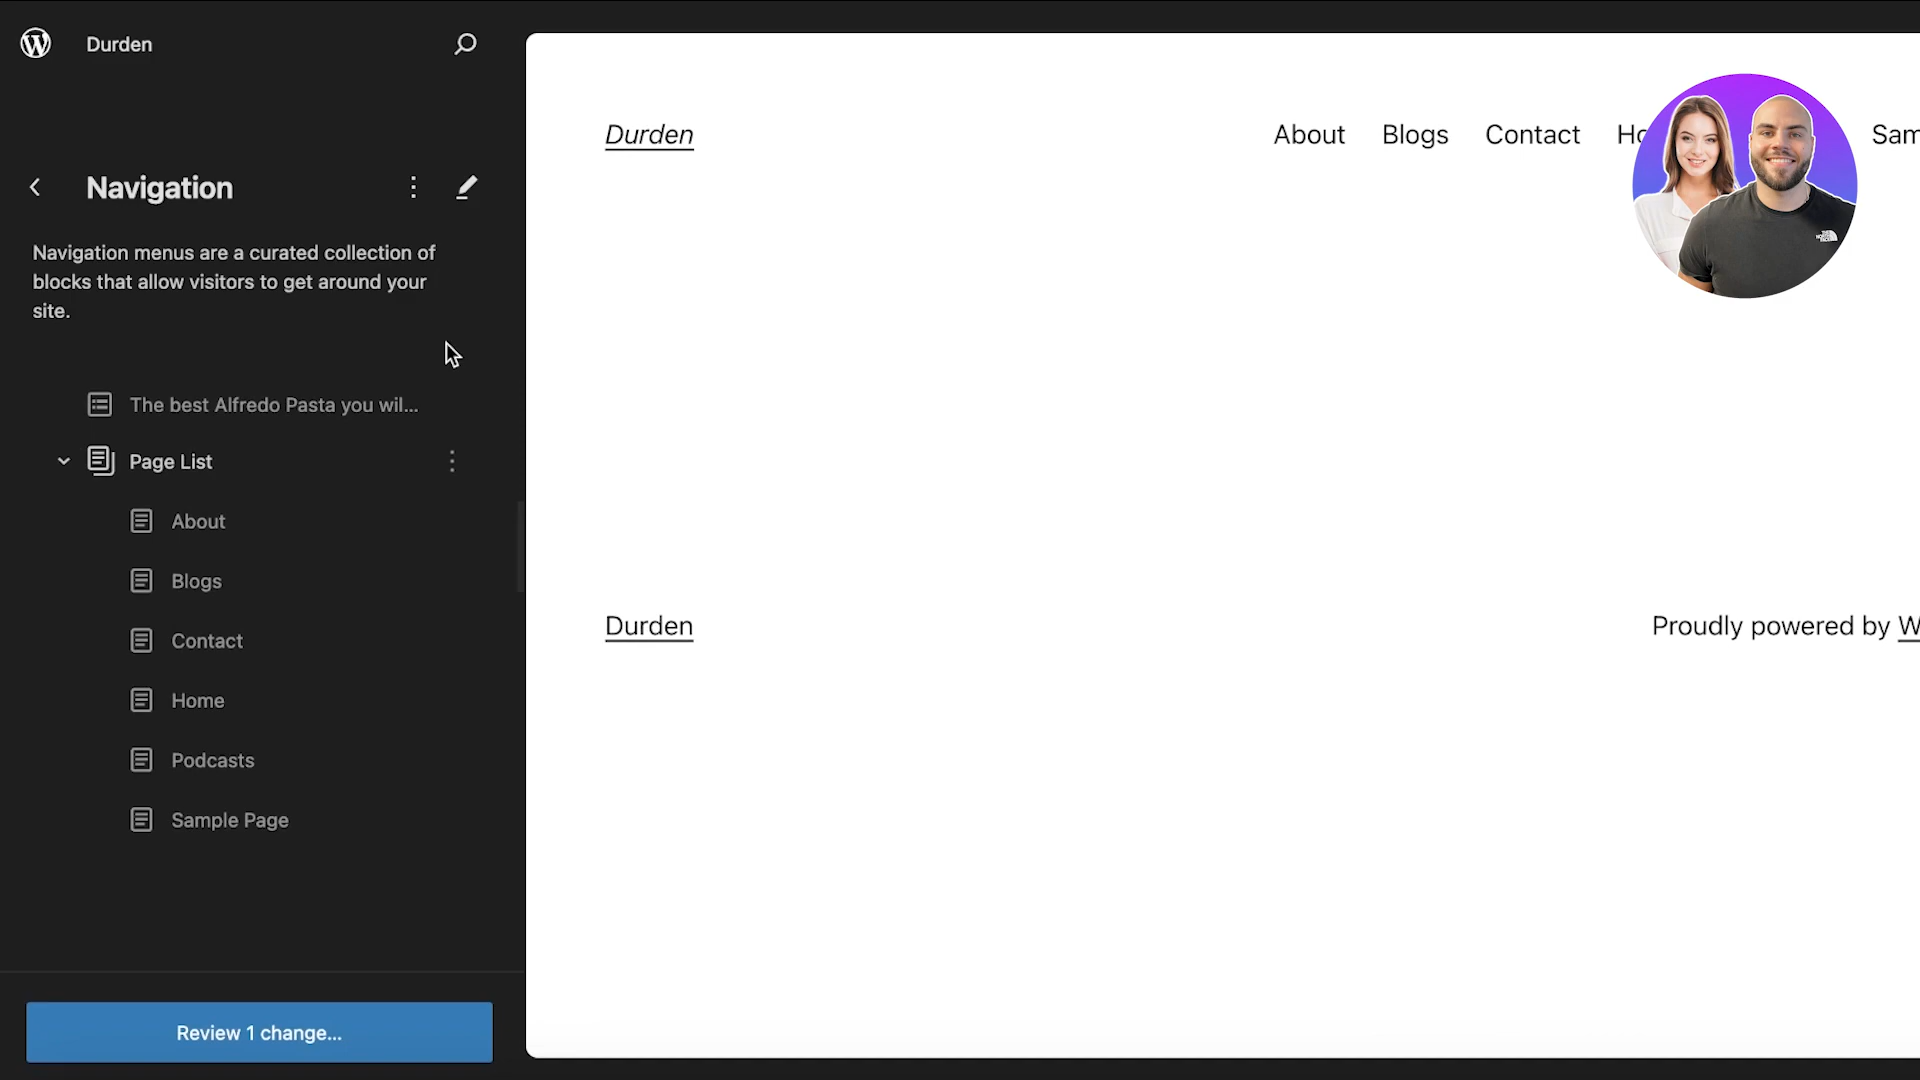 Durden
Navigation
Navigation menus are a curated collection of
blocks that allow visitors to get around your
site.
The best Alfredo Pasta you wil...
Page List
About
Blogs
Contact
Home
Podcasts
Sample Page
Review 1 change...
Durden
About Blogs Contact Ho
Sam
Durden
Proudly powered by W